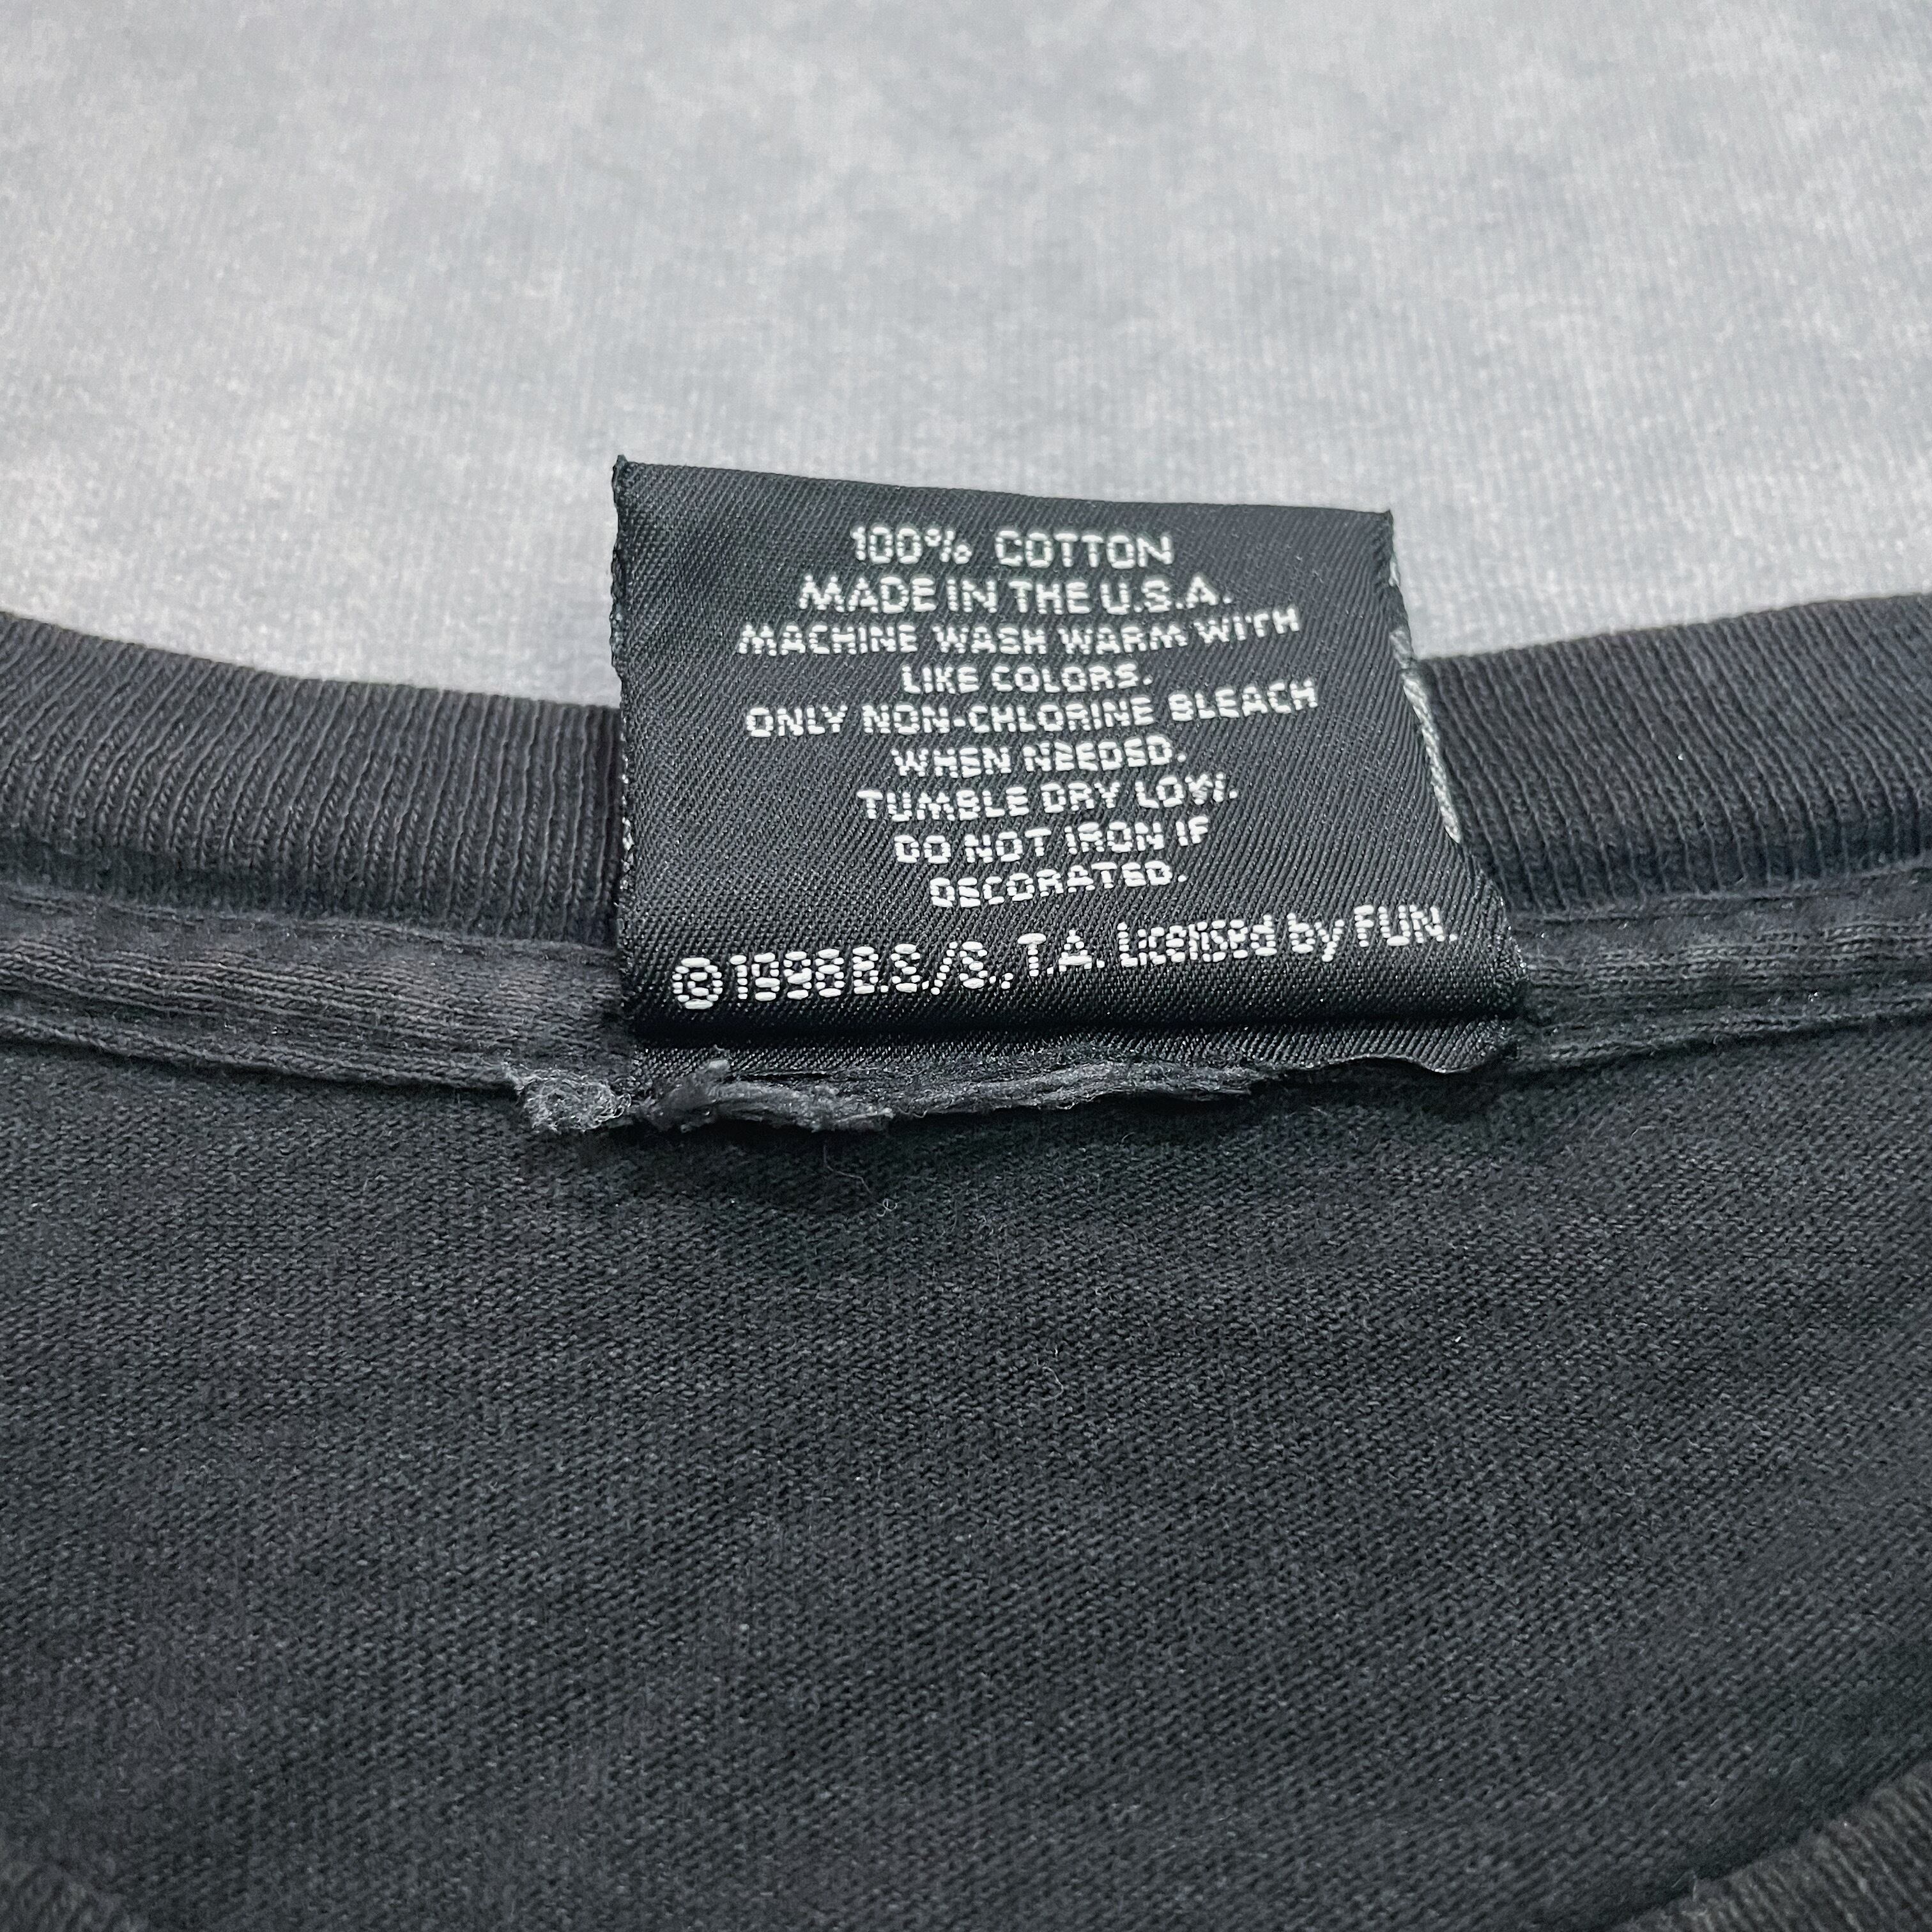 100% COTTON
MADE IN THE U.S.A.
MACHINE WASH WARM WITH
LIKE COLORS.
ONLY NON-CHLORINE BLEACH
WHEN NEEDED.
TUMBLE DRY LOW.
DO NOT IRON IF
DECORATED.
©1998 B.S./S., T.A. Licensed by FUN.